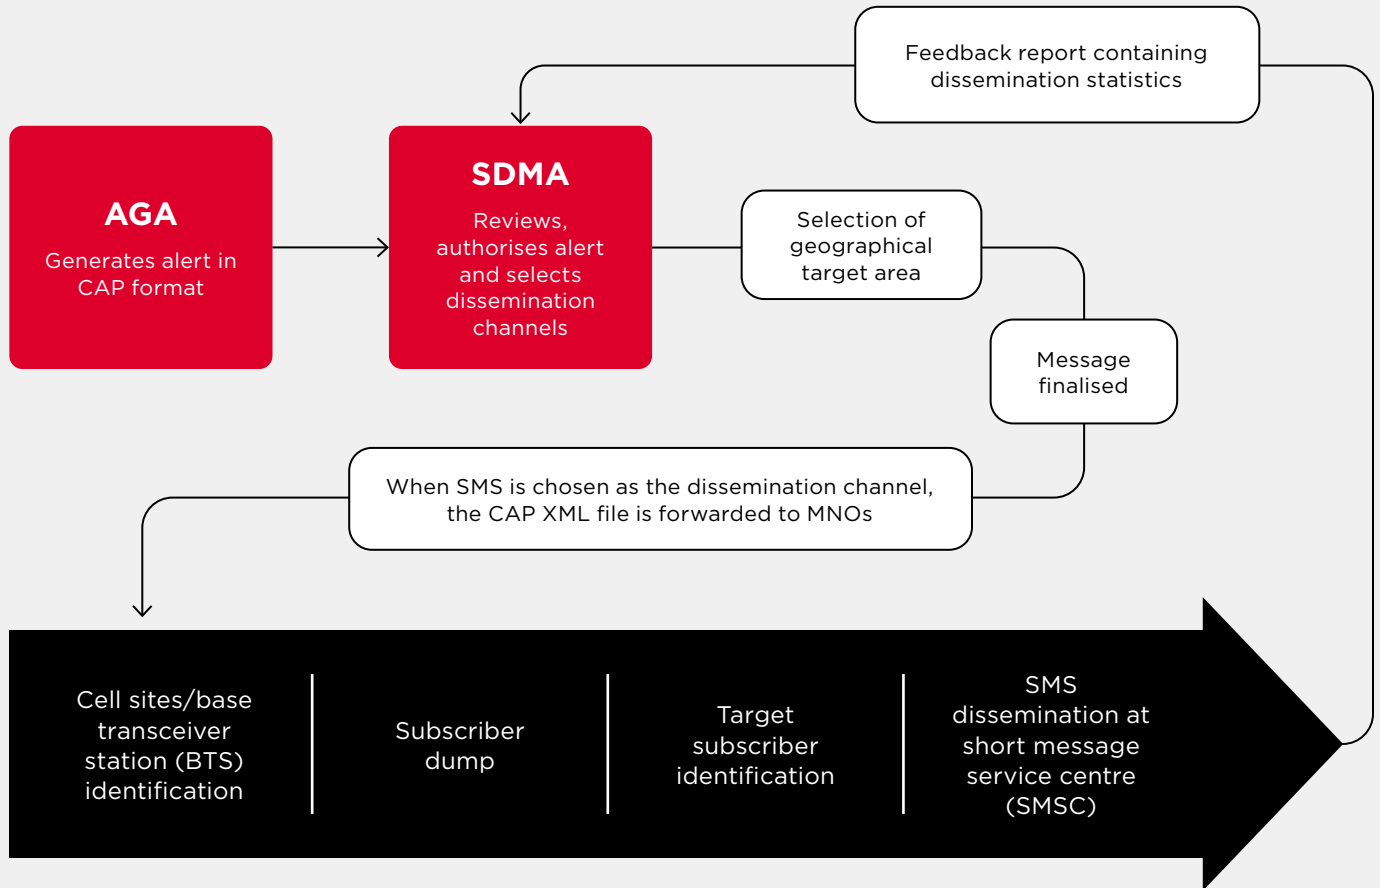 Feedback report containing
dissemination statistics
AGA
Generates alert in
CAP format
SDMA
Reviews,
authorises alert
and selects
dissemination
channels
Selection of
geographical
target area
Message
finalised
When SMS is chosen as the dissemination channel,
the CAP XML file is forwarded to MNOs
Cell sites/base
transceiver
station (BTS)
identification
Subscriber
dump
Target
subscriber
identification
SMS
dissemination at
short message
service centre
(SMSC)